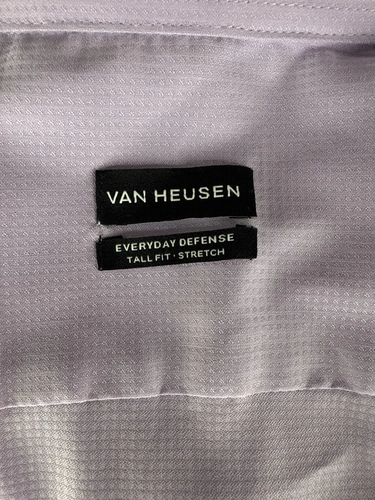 VAN HEUSEN
EVERYDAY DEFENSE
TALL FIT · STRETCH